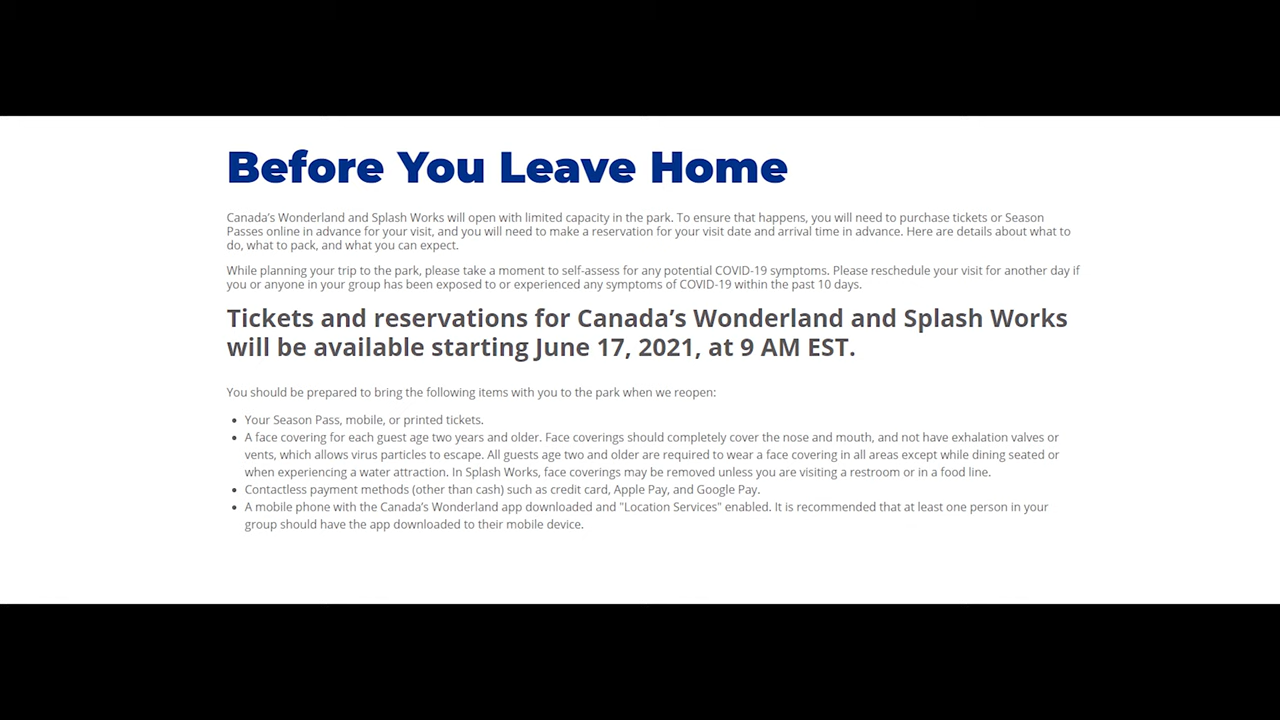 Before You Leave Home
Canada's Wonderland and Splash Works will open with limited capacity in the park. To ensure that happens, you will need to purchase tickets or Season
Passes online in advance for your visit, and you will need to make a reservation for your visit date and arrival time in advance. Here are details about what to
do, what to pack, and what you can expect.
While planning your trip to the park, please take a moment to self-assess for any potential COVID-19 symptoms. Please reschedule your visit for another day if
you or anyone in your group has been exposed to or experienced any symptoms of COVID-19 within the past 10 days.
Tickets and reservations for Canada's Wonderland and Splash Works
will be available starting June 17, 2021, at 9 AM EST.
You should be prepared to bring the following items with you to the park when we reopen:
• Your Season Pass, mobile, or printed tickets.
• A face covering for each guest age two years and older. Face coverings should completely cover the nose and mouth, and not have exhalation valves or
vents, which allows virus particles to escape. All guests age two and older are required to wear a face covering in all areas except while dining seated or
when experiencing a water attraction. In Splash Works, face coverings may be removed unless you are visiting a restroom or in a food line.
• Contactless payment methods (other than cash) such as credit card, Apple Pay, and Google Pay.
• A mobile phone with the Canada's Wonderland app downloaded and "Location Services" enabled. It is recommended that at least one person in your
group should have the app downloaded to their mobile device.